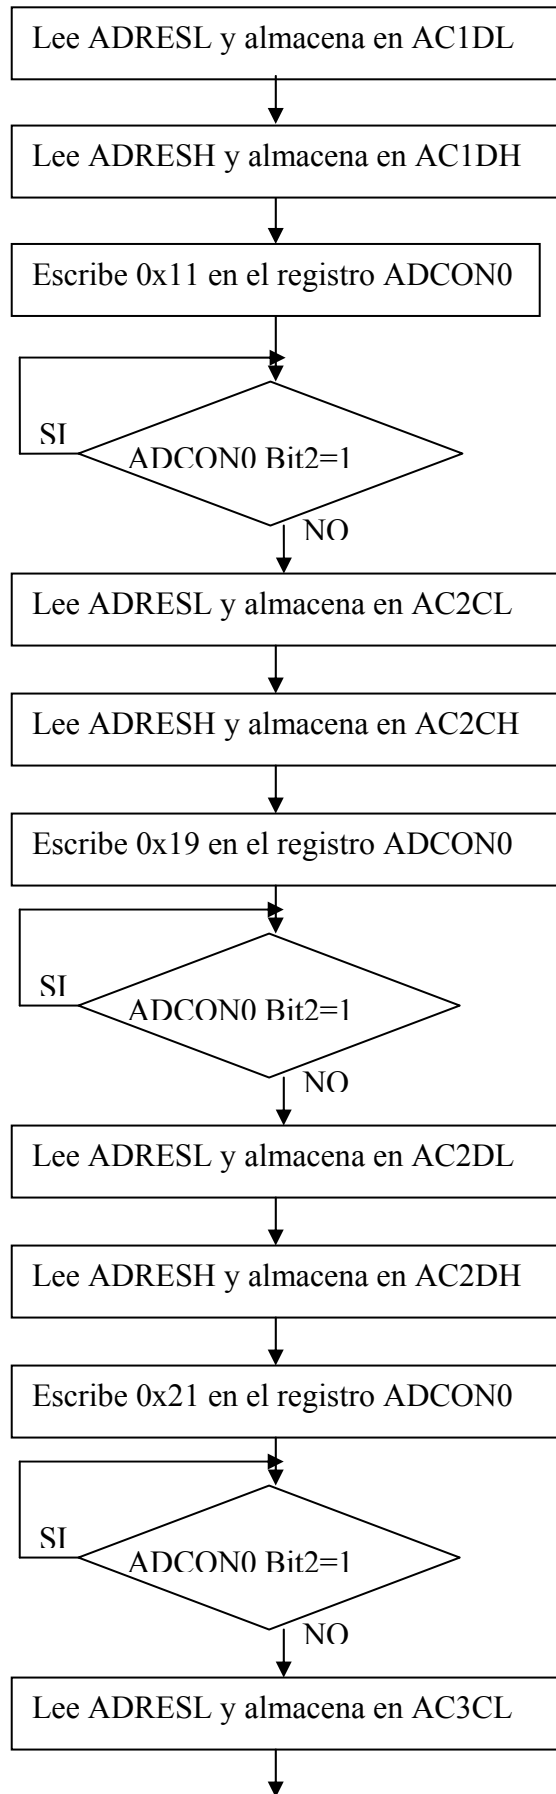 Lee ADRESL y almacena en AC1DL
Lee ADRESH y almacena en AC1DH
Escribe 0x11 en el registro ADCON0
SI
ADCON0 Bit2=1
NO
Lee ADRESL y almacena en AC2CL
Lee ADRESH y almacena en AC2CH
Escribe 0x19 en el registro ADCON0
SI
ADCON0 Bit2=1
NO
Lee ADRESL y almacena en AC2DL
Lee ADRESH y almacena en AC2DH
Escribe 0x21 en el registro ADCON0
SI
ADCON0 Bit2=1
NO
Lee ADRESL y almacena en AC3CL